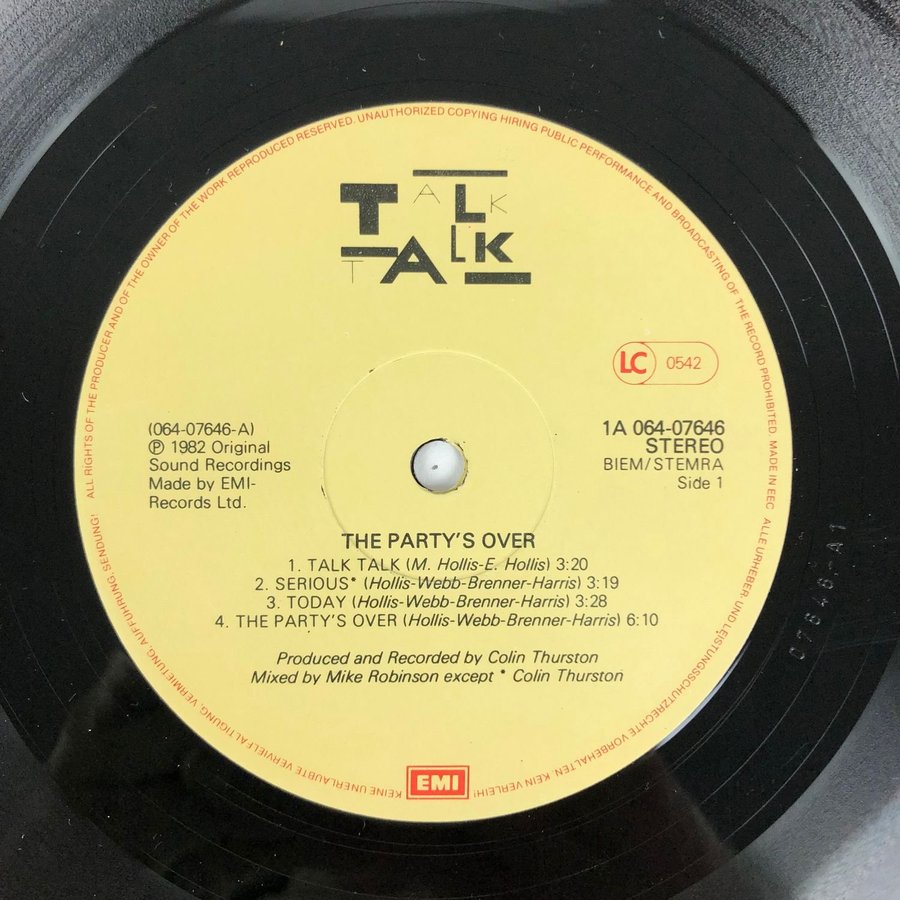 ALL RIGHTS OF THE PRODUCER AND OF THE OWNER OF THE WORK REPRODUCED RESERVED. UNAUTHORIZED COPYING HIRING PUBLIC PERFORMANCE AND BROADCASTING OF THE RECORD PROHIBITED. MADE IN EEC
TALK
TALK
LC 0542
(064-07646-A)
℗ 1982 Original
Sound Recordings
Made by EMI-
Records Ltd.
1A 064-07646
STEREO
BIEM/STEMRA
Side 1
THE PARTY'S OVER
1. TALK TALK (M. Hollis-E. Hollis) 3:20
2. SERIOUS* (Hollis-Webb-Brenner-Harris) 3:19
3. TODAY (Hollis-Webb-Brenner-Harris) 3:28
4. THE PARTY'S OVER (Hollis-Webb-Brenner-Harris) 6:10
Produced and Recorded by Colin Thurston
Mixed by Mike Robinson except * Colin Thurston
EMI
ALLE URHEBER- UND LEISTUNGSSCHUTZRECHTE VORBEHALTEN. KEIN VERLEIH! KEINE UNERLAUBTE VERVIELFÄLTIGUNG, VERMIETUNG, AUFFÜHRUNG, SENDUNG!
07646-A1